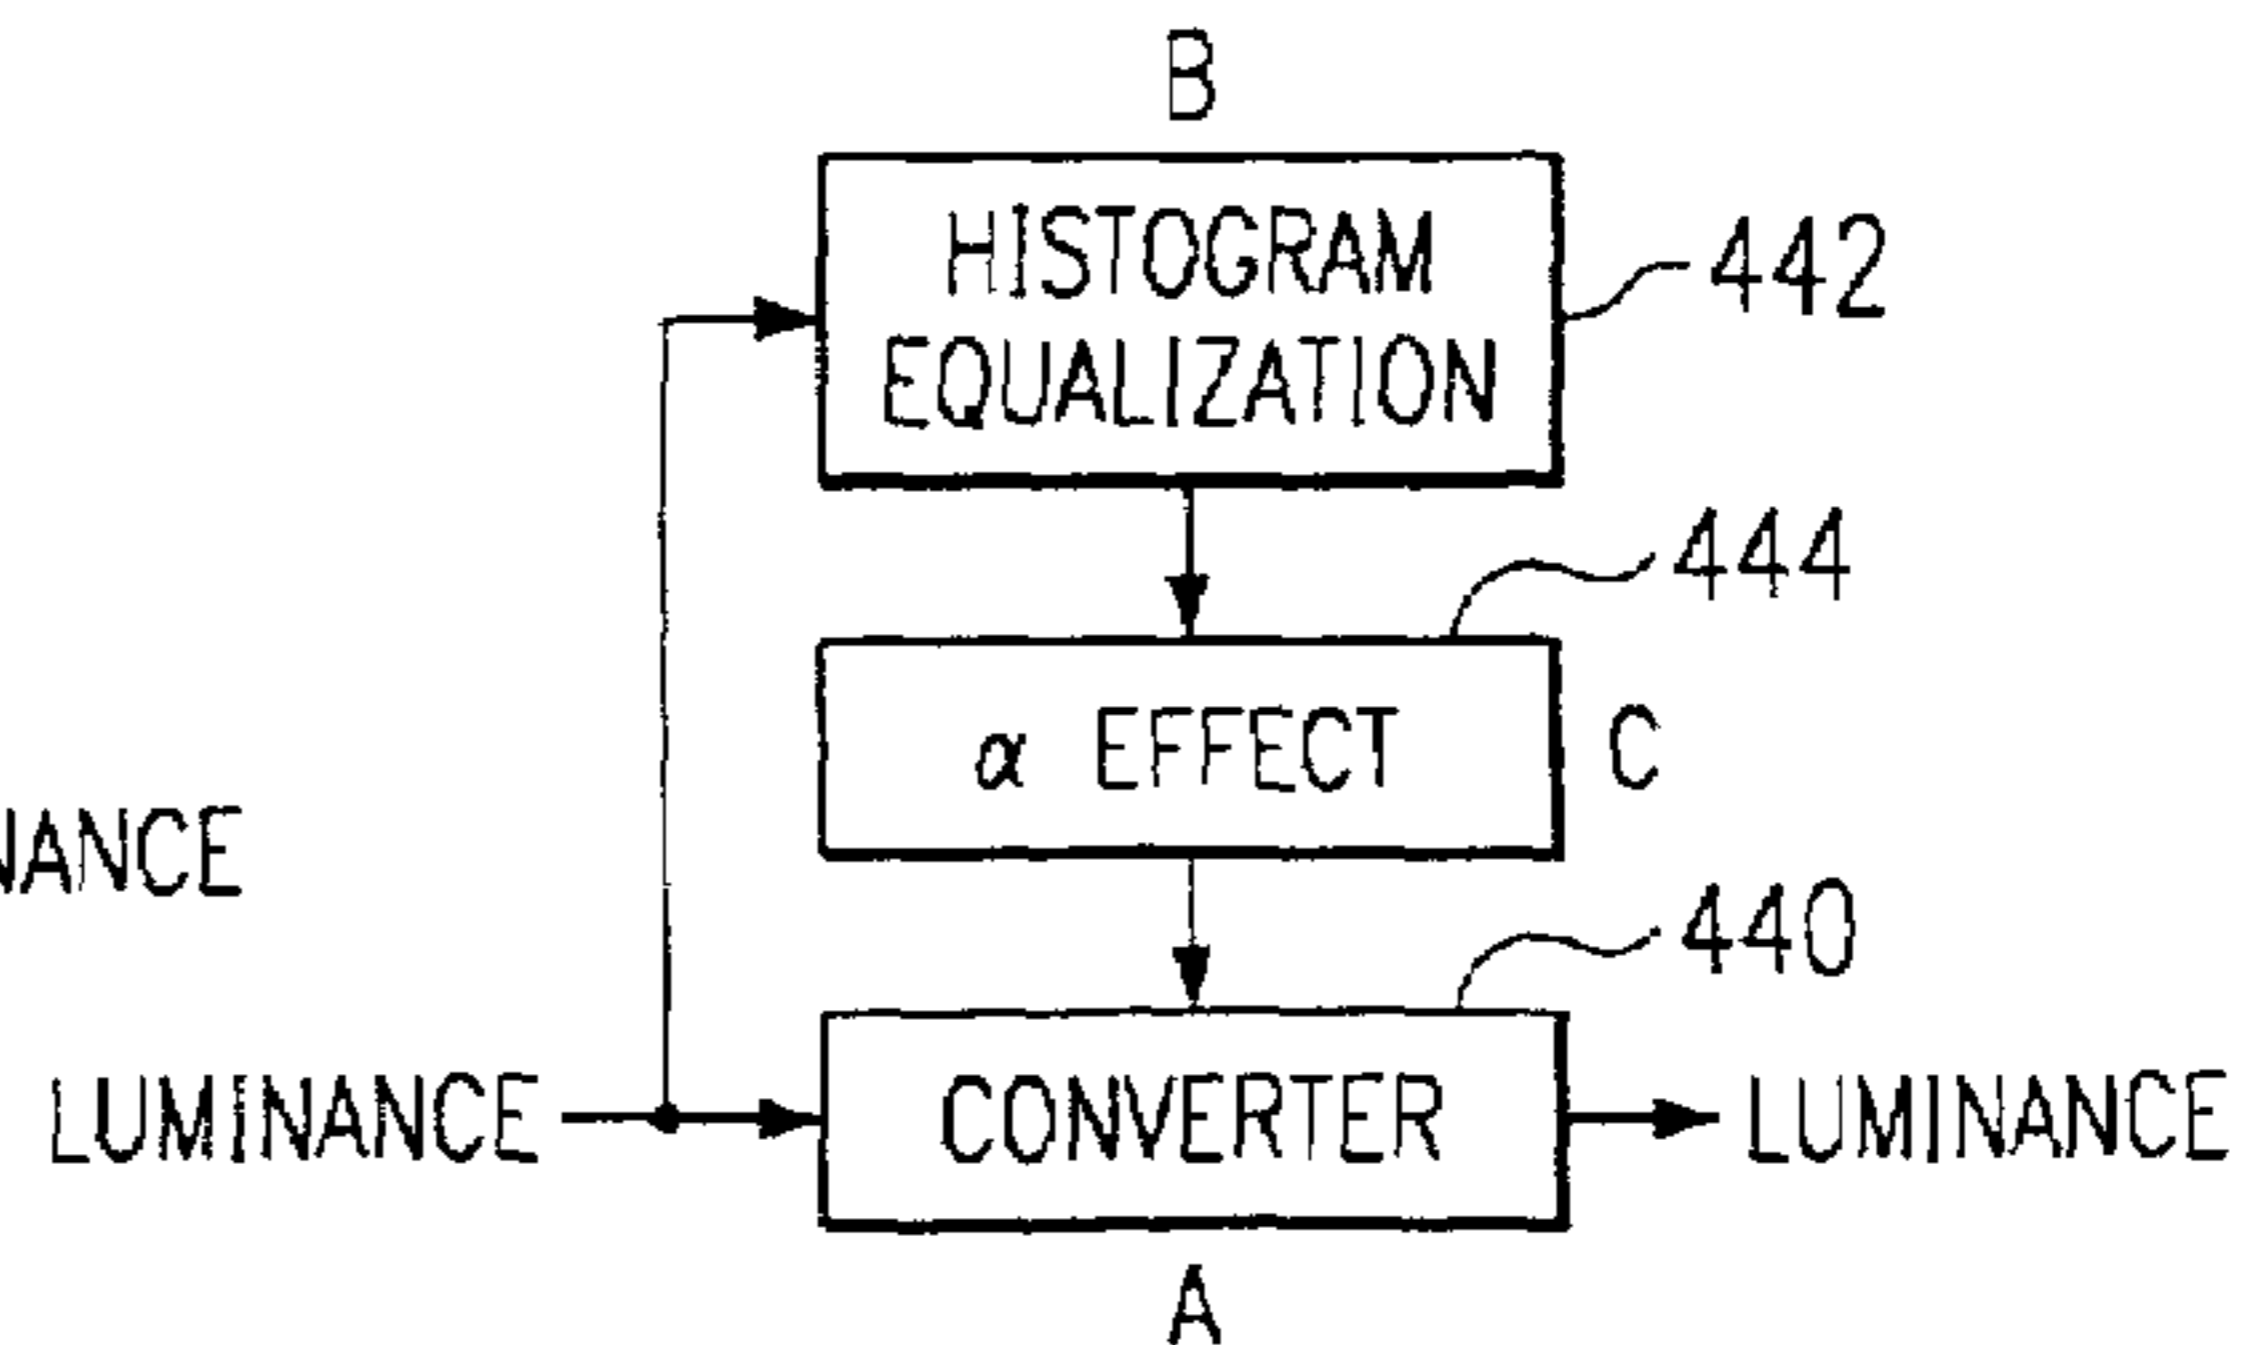 B
HISTOGRAM
EQUALIZATION
442
444
α EFFECT
C
NANCE
440
LUMINANCE
CONVERTER
LUMINANCE
A